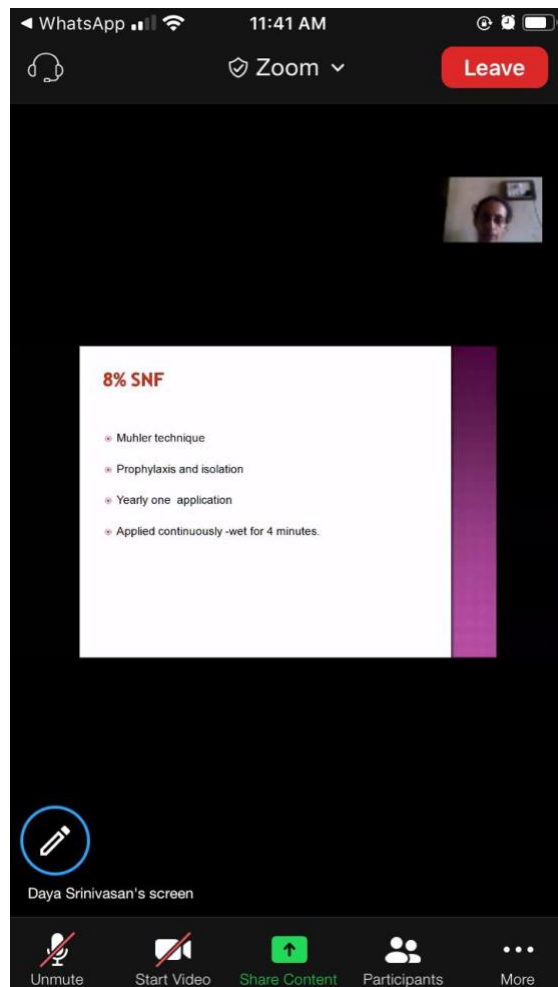 ◀ WhatsApp 11:41 AM
Zoom
Leave
8% SNF
Muhler technique
Prophylaxis and isolation
Yearly one application
Applied continuously -wet for 4 minutes.
Daya Srinivasan's screen
Unmute Start Video Share Content Participants More